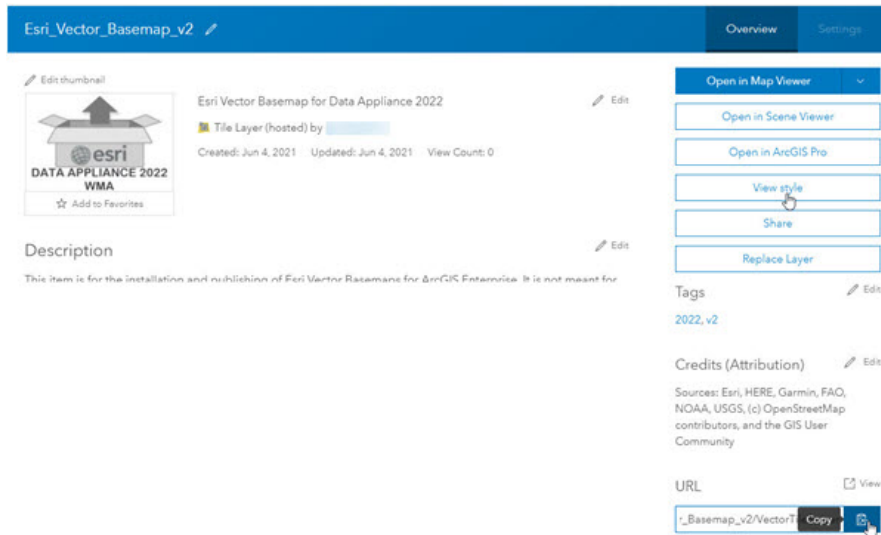 Esri_Vector_Basemap_v2
Overview
Settings
Edit thumbnail
esri
DATA APPLIANCE 2022
WMA
Add to Favorites
Esri Vector Basemap for Data Appliance 2022
Edit
Tile Layer (hosted) by
Created: Jun 4, 2021 Updated: Jun 4, 2021 View Count: 0
Description
Edit
This item is for the installation and publishing of Esri Vector Basemaps for ArcGIS Enterprise. It is not meant for
Open in Map Viewer
Open in Scene Viewer
Open in ArcGIS Pro
View style
Share
Replace Layer
Tags
Edit
2022, v2
Credits (Attribution)
Edit
Sources: Esri, HERE, Garmin, FAO,
NOAA, USGS, (c) OpenStreetMap
contributors, and the GIS User
Community
URL
View
r_Basemap_v2/VectorTi
Copy